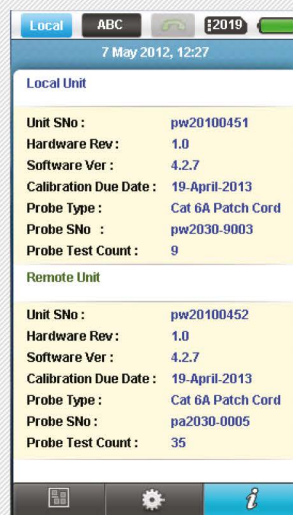 Local ABC 2019
7 May 2012, 12:27
Local Unit
Unit SNo : pw20100451
Hardware Rev : 1.0
Software Ver : 4.2.7
Calibration Due Date : 19-April-2013
Probe Type : Cat 6A Patch Cord
Probe SNo : pw2030-9003
Probe Test Count : 9
Remote Unit
Unit SNo : pw20100452
Hardware Rev : 1.0
Software Ver : 4.2.7
Calibration Due Date : 19-April-2013
Probe Type : Cat 6A Patch Cord
Probe SNo : pa2030-0005
Probe Test Count : 35
i